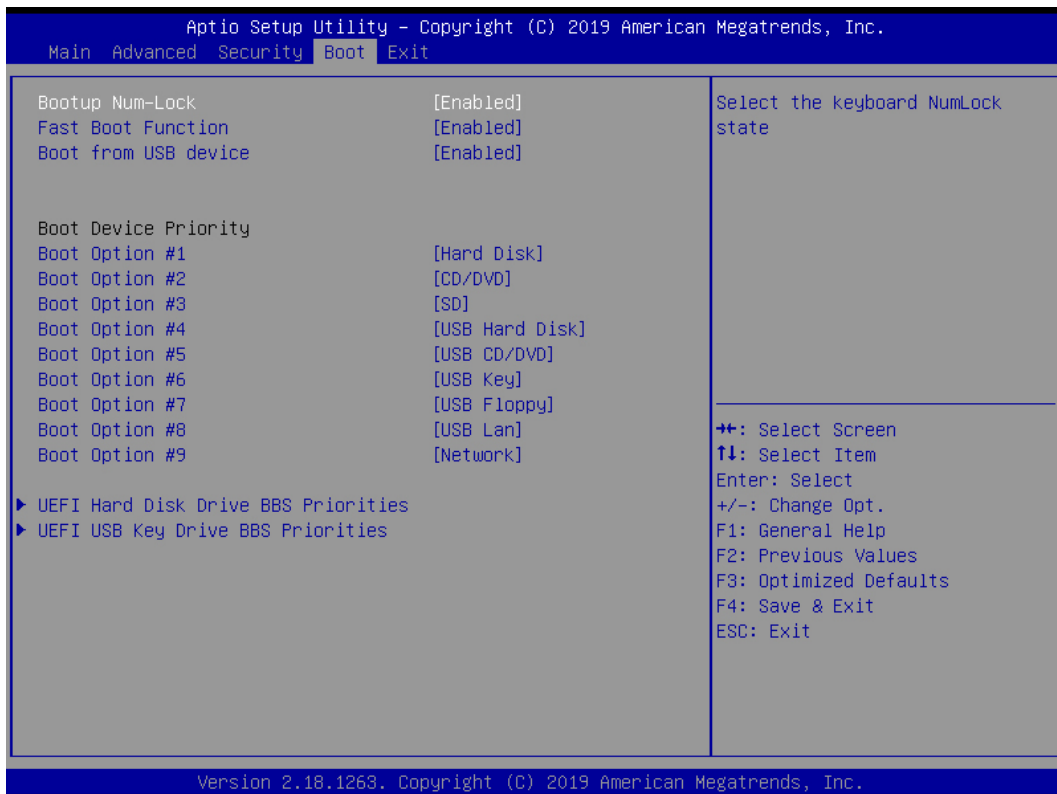 Aptio Setup Utility – Copyright (C) 2019 American Megatrends, Inc.
Main Advanced Security Boot Exit
Bootup Num-Lock [Enabled]
Fast Boot Function [Enabled]
Boot from USB device [Enabled]
Boot Device Priority
Boot Option #1 [Hard Disk]
Boot Option #2 [CD/DVD]
Boot Option #3 [SD]
Boot Option #4 [USB Hard Disk]
Boot Option #5 [USB CD/DVD]
Boot Option #6 [USB Key]
Boot Option #7 [USB Floppy]
Boot Option #8 [USB Lan]
Boot Option #9 [Network]
UEFI Hard Disk Drive BBS Priorities
UEFI USB Key Drive BBS Priorities
Select the keyboard NumLock
state
→←: Select Screen
↑↓: Select Item
Enter: Select
+/-: Change Opt.
F1: General Help
F2: Previous Values
F3: Optimized Defaults
F4: Save & Exit
ESC: Exit
Version 2.18.1263. Copyright (C) 2019 American Megatrends, Inc.